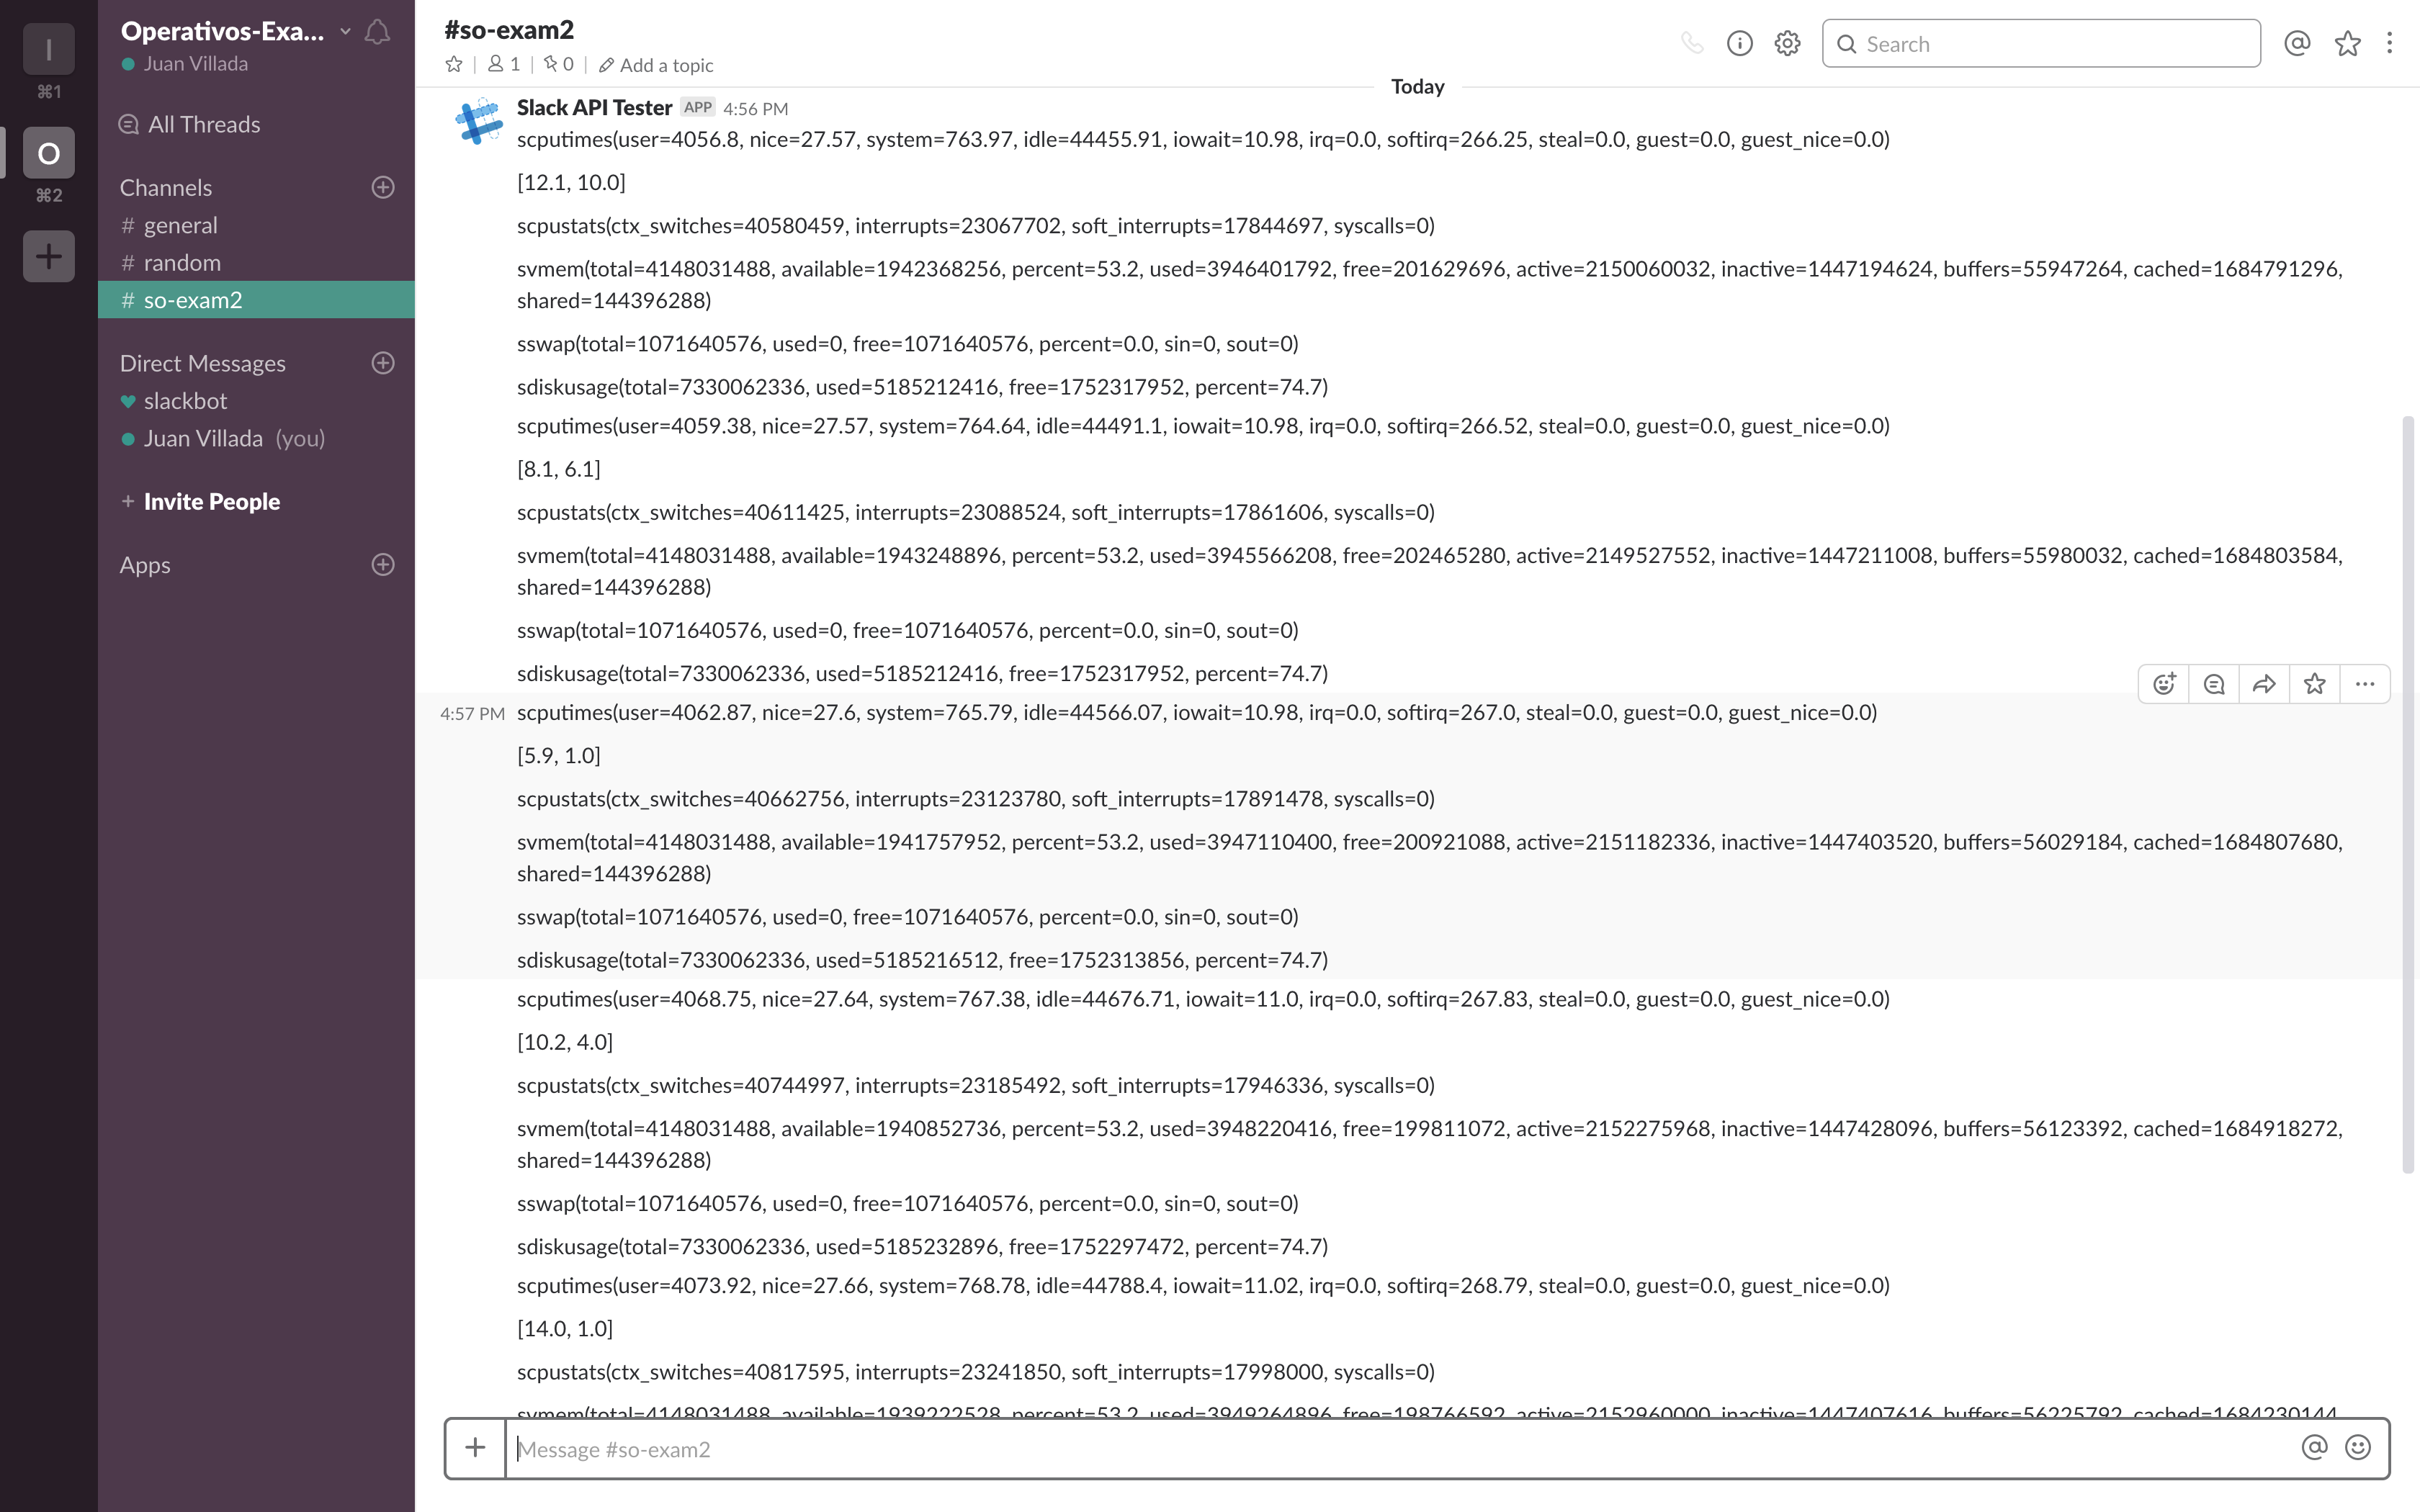 I
⌘1
O
⌘2
Operativos-Exa...
Juan Villada
All Threads
Channels
# general
# random
# so-exam2
Direct Messages
slackbot
Juan Villada (you)
+ Invite People
Apps
#so-exam2
1
0
Add a topic
Search
Today
Slack API Tester APP 4:56 PM
scputimes(user=4056.8, nice=27.57, system=763.97, idle=44455.91, iowait=10.98, irq=0.0, softirq=266.25, steal=0.0, guest=0.0, guest_nice=0.0)
[12.1, 10.0]
scpustats(ctx_switches=40580459, interrupts=23067702, soft_interrupts=17844697, syscalls=0)
svmem(total=4148031488, available=1942368256, percent=53.2, used=3946401792, free=201629696, active=2150060032, inactive=1447194624, buffers=55947264, cached=1684791296,
shared=144396288)
sswap(total=1071640576, used=0, free=1071640576, percent=0.0, sin=0, sout=0)
sdiskusage(total=7330062336, used=5185212416, free=1752317952, percent=74.7)
scputimes(user=4059.38, nice=27.57, system=764.64, idle=44491.1, iowait=10.98, irq=0.0, softirq=266.52, steal=0.0, guest=0.0, guest_nice=0.0)
[8.1, 6.1]
scpustats(ctx_switches=40611425, interrupts=23088524, soft_interrupts=17861606, syscalls=0)
svmem(total=4148031488, available=1943248896, percent=53.2, used=3945566208, free=202465280, active=2149527552, inactive=1447211008, buffers=55980032, cached=1684803584,
shared=144396288)
sswap(total=1071640576, used=0, free=1071640576, percent=0.0, sin=0, sout=0)
sdiskusage(total=7330062336, used=5185212416, free=1752317952, percent=74.7)
4:57 PM scputimes(user=4062.87, nice=27.6, system=765.79, idle=44566.07, iowait=10.98, irq=0.0, softirq=267.0, steal=0.0, guest=0.0, guest_nice=0.0)
[5.9, 1.0]
scpustats(ctx_switches=40662756, interrupts=23123780, soft_interrupts=17891478, syscalls=0)
svmem(total=4148031488, available=1941757952, percent=53.2, used=3947110400, free=200921088, active=2151182336, inactive=1447403520, buffers=56029184, cached=1684807680,
shared=144396288)
sswap(total=1071640576, used=0, free=1071640576, percent=0.0, sin=0, sout=0)
sdiskusage(total=7330062336, used=5185216512, free=1752313856, percent=74.7)
scputimes(user=4068.75, nice=27.64, system=767.38, idle=44676.71, iowait=11.0, irq=0.0, softirq=267.83, steal=0.0, guest=0.0, guest_nice=0.0)
[10.2, 4.0]
scpustats(ctx_switches=40744997, interrupts=23185492, soft_interrupts=17946336, syscalls=0)
svmem(total=4148031488, available=1940852736, percent=53.2, used=3948220416, free=199811072, active=2152275968, inactive=1447428096, buffers=56123392, cached=1684918272,
shared=144396288)
sswap(total=1071640576, used=0, free=1071640576, percent=0.0, sin=0, sout=0)
sdiskusage(total=7330062336, used=5185232896, free=1752297472, percent=74.7)
scputimes(user=4073.92, nice=27.66, system=768.78, idle=44788.4, iowait=11.02, irq=0.0, softirq=268.79, steal=0.0, guest=0.0, guest_nice=0.0)
[14.0, 1.0]
scpustats(ctx_switches=40817595, interrupts=23241850, soft_interrupts=17998000, syscalls=0)
svmem(total=4148031488, available=1939222528, percent=53.2, used=3949264896, free=198766592, active=2152960000, inactive=1447407616, buffers=56225792, cached=1684230144,
Message #so-exam2